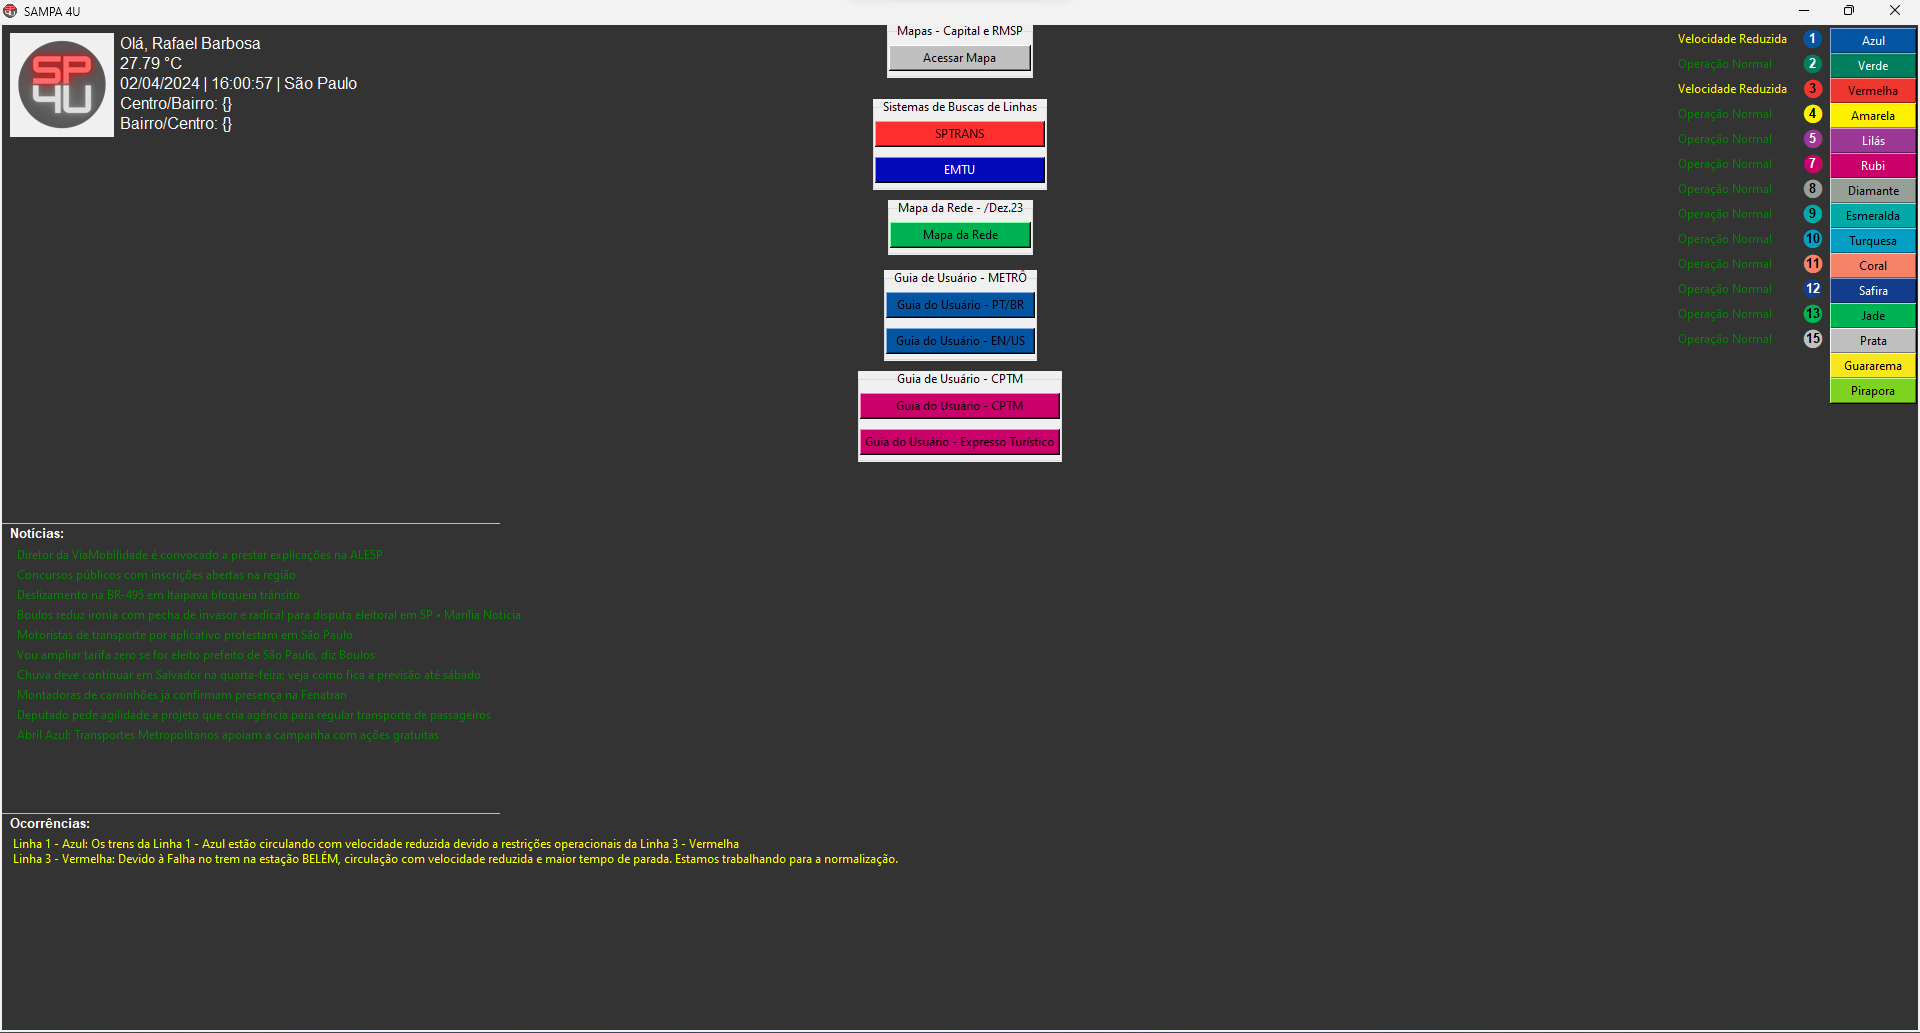 SAMPA 4U
SP
4U
Olá, Rafael Barbosa
27.79 °C
02/04/2024 | 16:00:57 | São Paulo
Centro/Bairro: {}
Bairro/Centro: {}
Mapas - Capital e RMSP
Acessar Mapa
Sistemas de Buscas de Linhas
SPTRANS
EMTU
Mapa da Rede - /Dez.23
Mapa da Rede
Guia de Usuário - METRÔ
Guia do Usuário - PT/BR
Guia do Usuário - EN/US
Guia de Usuário - CPTM
Guia do Usuário - CPTM
Guia do Usuário - Expresso Turístico
Velocidade Reduzida 1 Azul
Operação Normal 2 Verde
Velocidade Reduzida 3 Vermelha
Operação Normal 4 Amarela
Operação Normal 5 Lilás
Operação Normal 7 Rubi
Operação Normal 8 Diamante
Operação Normal 9 Esmeralda
Operação Normal 10 Turquesa
Operação Normal 11 Coral
Operação Normal 12 Safira
Operação Normal 13 Jade
Operação Normal 15 Prata
Guararema
Pirapora
Notícias:
Diretor da ViaMobilidade é convocado a prestar explicações na ALESP
Concursos públicos com inscrições abertas na região
Deslizamento na BR-495 em Itaipava bloqueia trânsito
Boulos reduz ironia com pecha de invasor e radical para disputa eleitoral em SP • Marília Notícia
Motoristas de transporte por aplicativo protestam em São Paulo
Vou ampliar tarifa zero se for eleito prefeito de São Paulo, diz Boulos
Chuva deve continuar em Salvador na quarta-feira; veja como fica a previsão até sábado
Montadoras de caminhões já confirmam presença na Fenatran
Deputado pede agilidade a projeto que cria agência para regular transporte de passageiros
Abril Azul: Transportes Metropolitanos apoiam a campanha com ações gratuitas
Ocorrências:
Linha 1 - Azul: Os trens da Linha 1 - Azul estão circulando com velocidade reduzida devido a restrições operacionais da Linha 3 - Vermelha
Linha 3 - Vermelha: Devido à Falha no trem na estação BELÉM, circulação com velocidade reduzida e maior tempo de parada. Estamos trabalhando para a normalização.